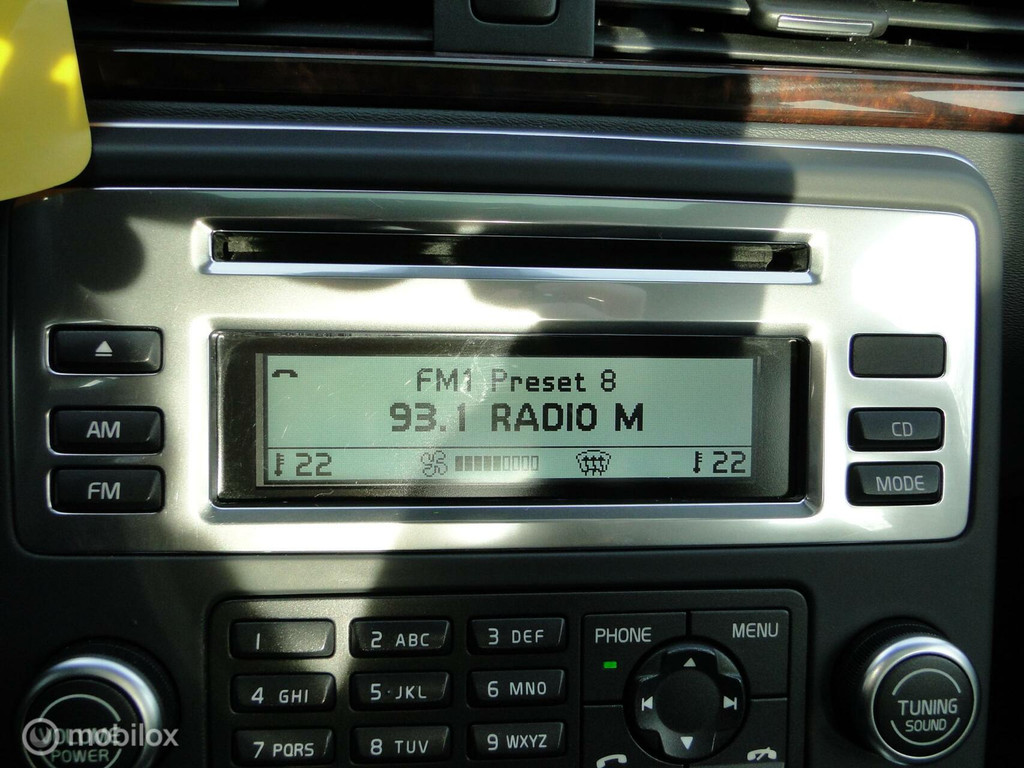 FM1 Preset 8
93.1 RADIO M
22 22
AM
FM
CD
MODE
1 2 ABC 3 DEF
4 GHI 5 JKL 6 MNO
7 PQRS 8 TUV 9 WXYZ
PHONE MENU
VOLUME
POWER
TUNING
SOUND
mobilox